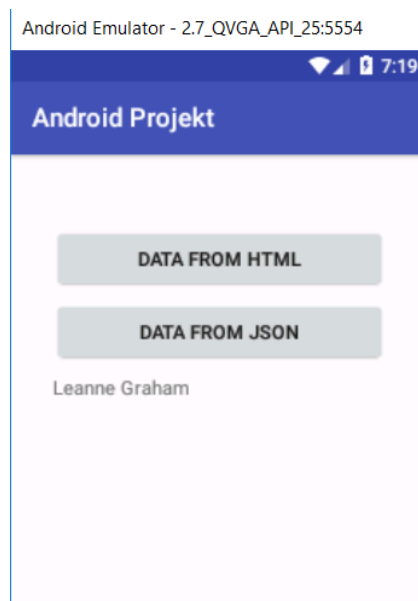 Android Emulator - 2.7_QVGA_API_25:5554
7:19
Android Projekt
DATA FROM HTML
DATA FROM JSON
Leanne Graham